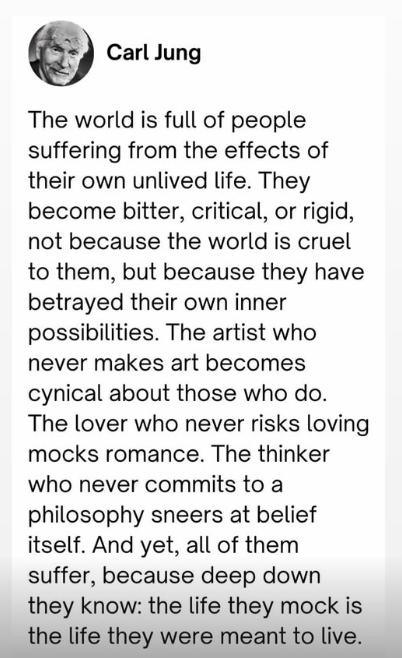 Carl Jung
The world is full of people
suffering from the effects of
their own unlived life. They
become bitter, critical, or rigid,
not because the world is cruel
to them, but because they have
betrayed their own inner
possibilities. The artist who
never makes art becomes
cynical about those who do.
The lover who never risks loving
mocks romance. The thinker
who never commits to a
philosophy sneers at belief
itself. And yet, all of them
suffer, because deep down
they know: the life they mock is
the life they were meant to live.